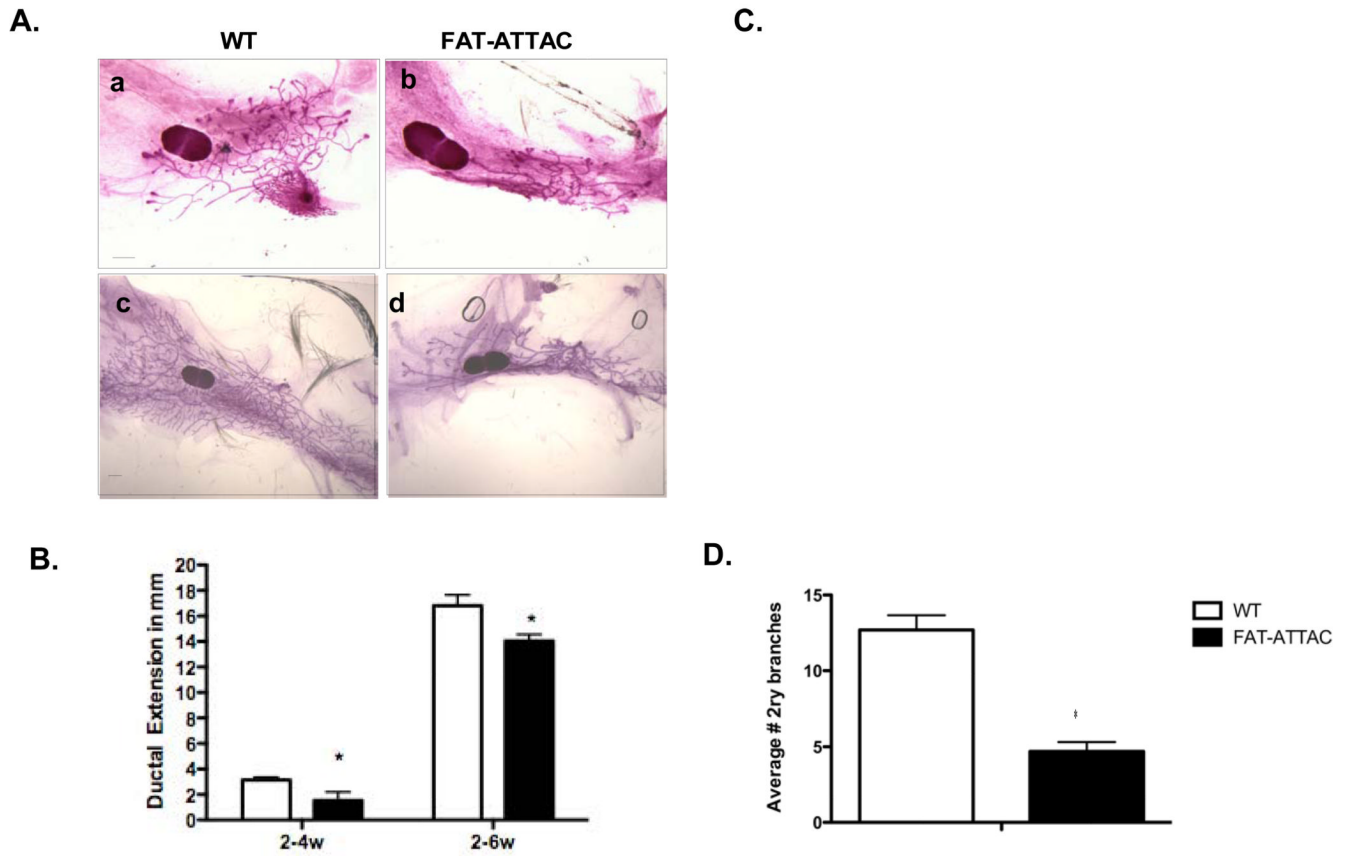 A.
WT
FAT-ATTAC
a
b
c
d
B.
Ductal Extension in mm
20
18
16
14
12
10
8
6
4
2
0
*
*
2-4w
2-6w
C.
D.
Average # 2ry branches
15
10
5
0
WT
FAT-ATTAC